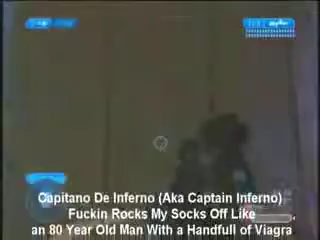 Capitano De Inferno (Aka Captain Inferno)
Fuckin Rocks My Socks Off Like
an 80 Year Old Man With a Handfull of Viagra